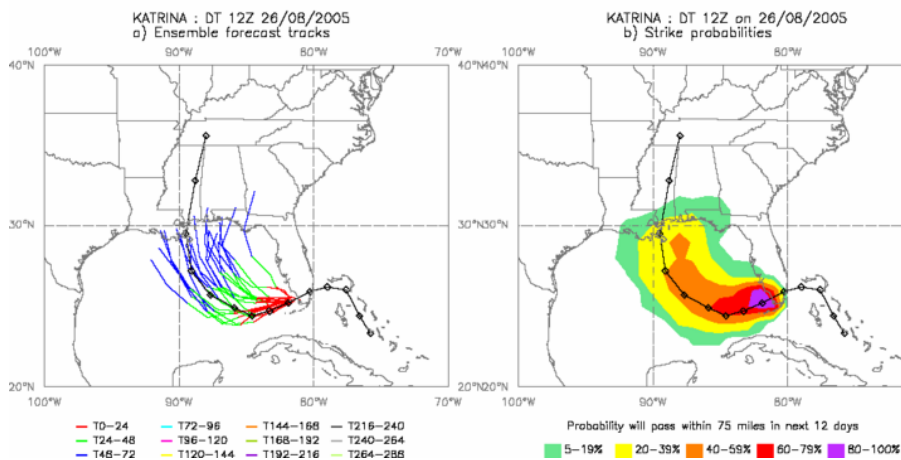 KATRINA : DT 12Z 26/08/2005
a) Ensemble forecast tracks
90°W
80°W
40°N
30°N
20°N
100°W
90°W
80°W
70°W
T0-24
T72-96
T144-168
T216-240
T24-48
T96-120
T168-192
T240-264
T48-72
T120-144
T192-216
T264-288
KATRINA : DT 12Z on 26/08/2005
b) Strike probabilities
90°W
80°W
40°N
30°N
20°N
100°W
90°W
80°W
70°W
Probability will pass within 75 miles in next 12 days
5-19%
20-39%
40-59%
60-79%
80-100%